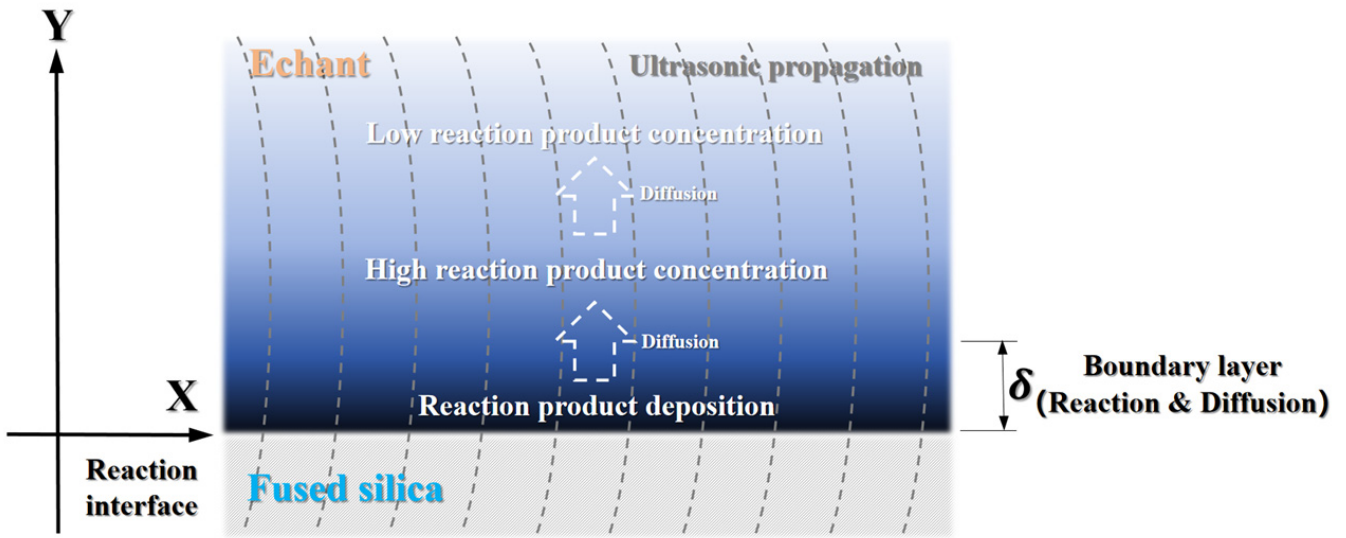 Y
Echant
Ultrasonic propagation
Low reaction product concentration
Diffusion
High reaction product concentration
Diffusion
Reaction product deposition
X
δ
Boundary layer
(Reaction & Diffusion)
Reaction
interface
Fused silica